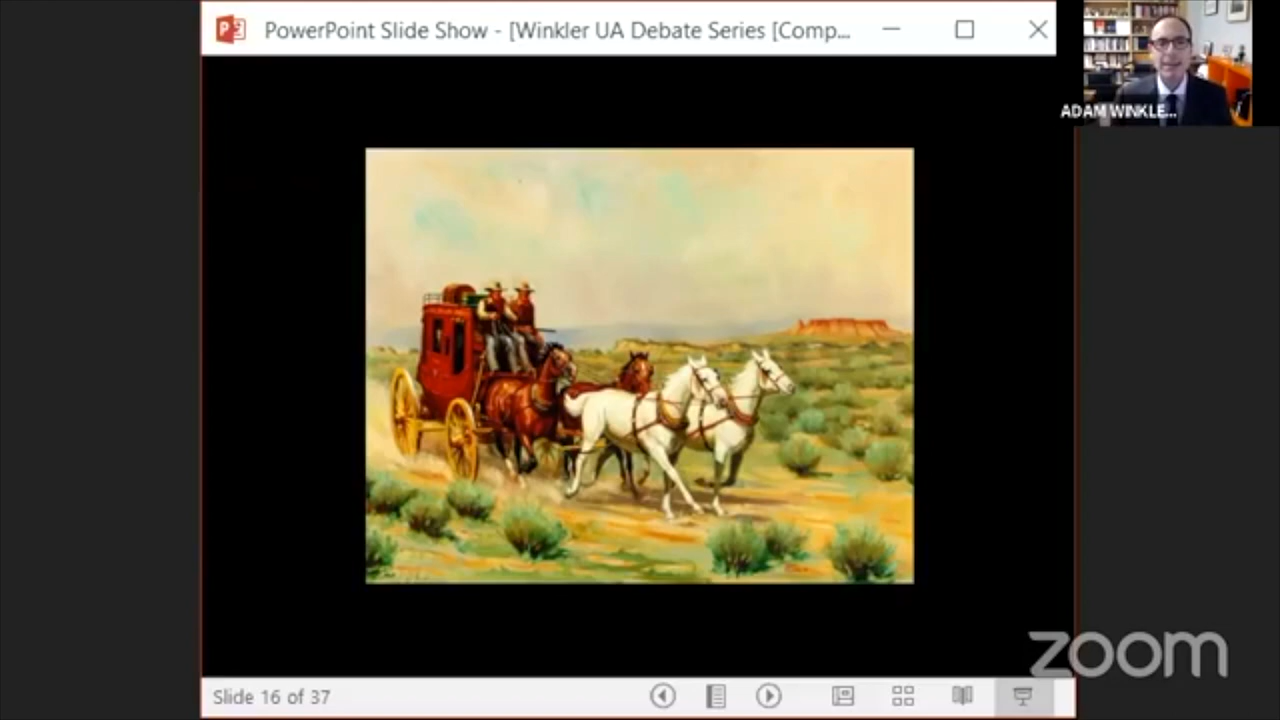 PowerPoint Slide Show - [Winkler UA Debate Series [Comp...
ADAM WINKLE...
zoom
Slide 16 of 37